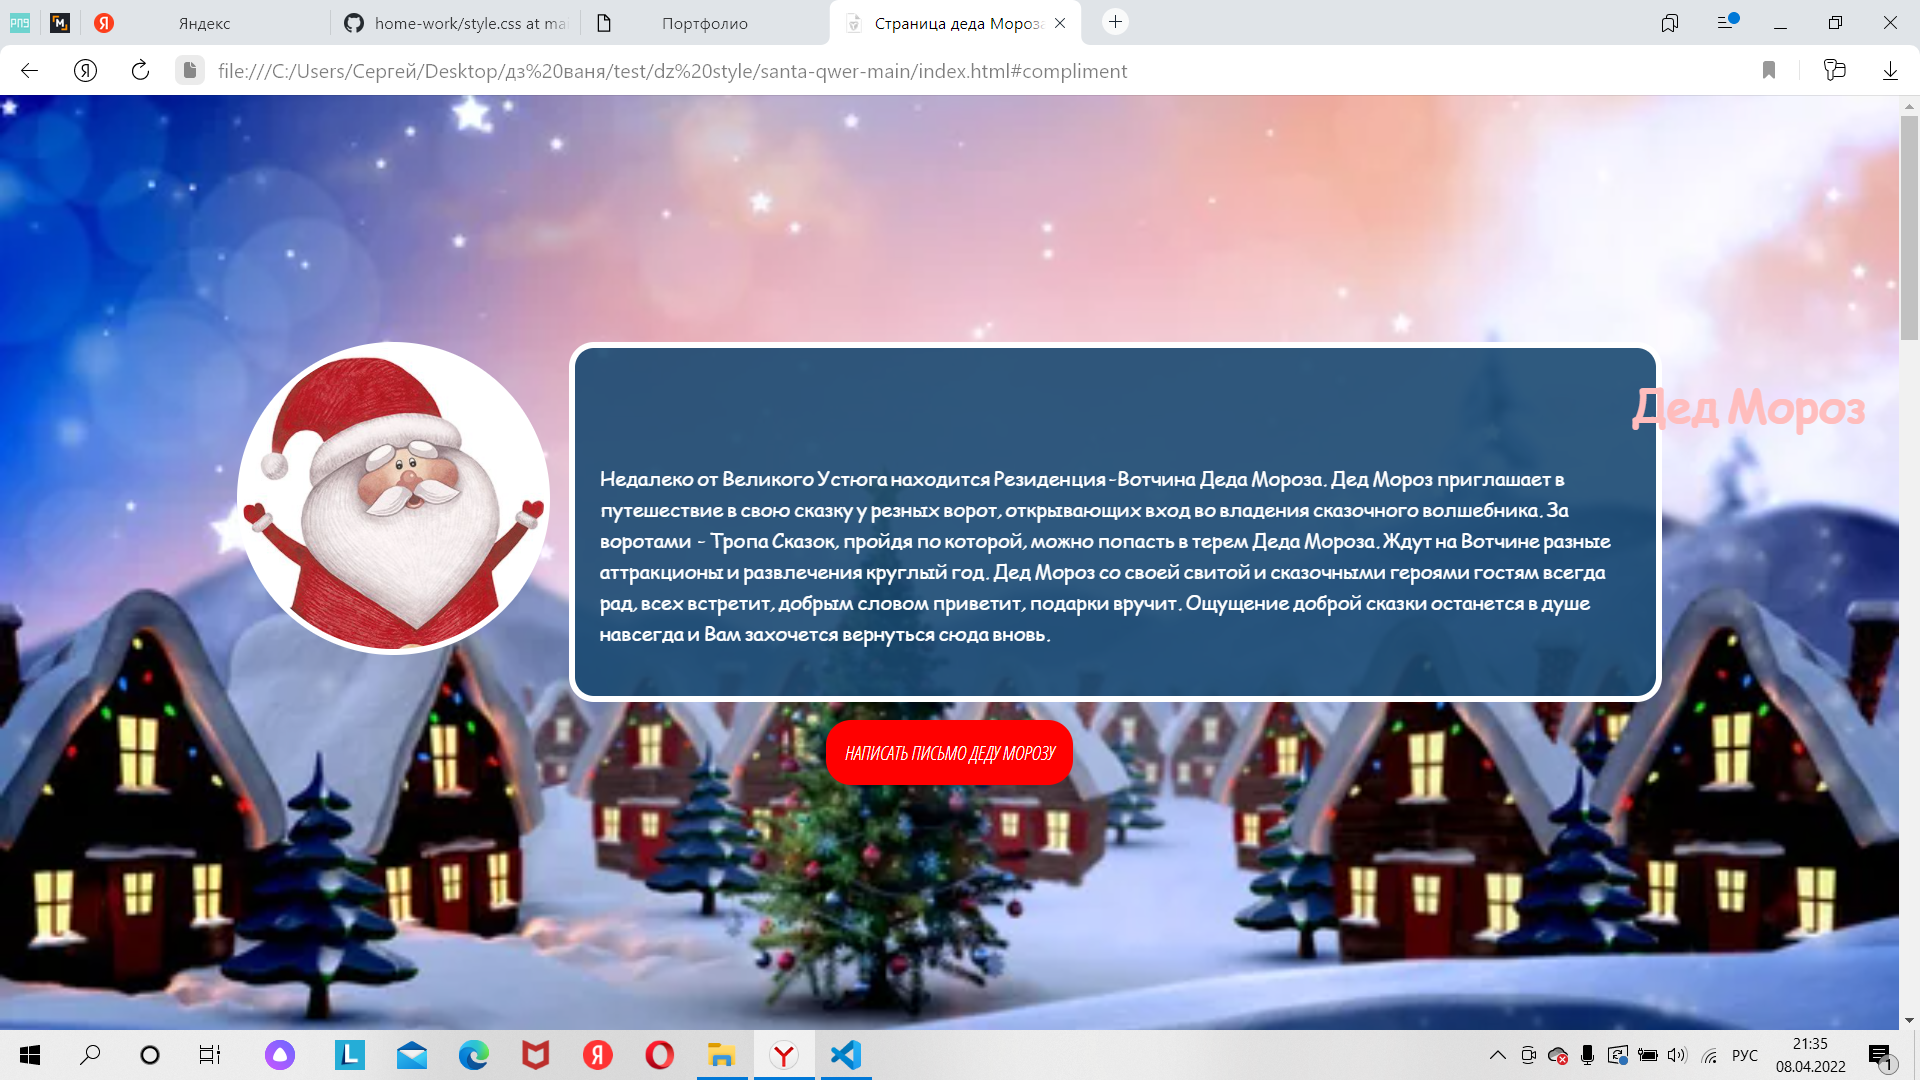 Яндекс
home-work/style.css at ma
Портфолио
Страница деда Мороза
file:///C:/Users/Сергей/Desktop/дз%20ваня/test/dz%20style/santa-qwer-main/index.html#compliment
Дед Мороз
Недалеко от Великого Устюга находится Резиденция-Вотчина Деда Мороза. Дед Мороз приглашает в
путешествие в свою сказку у резных ворот, открывающих вход во владения сказочного волшебника. За
воротами - Тропа Сказок, пройдя по которой, можно попасть в терем Деда Мороза. Ждут на Вотчине разные
аттракционы и развлечения круглый год. Дед Мороз со своей свитой и сказочными героями гостям всегда
рад, всех встретит, добрым словом приветит, подарки вручит. Ощущение доброй сказки останется в душе
навсегда и Вам захочется вернуться сюда вновь.
НАПИСАТЬ ПИСЬМО ДЕДУ МОРОЗУ
РУС
21:35
08.04.2022
1